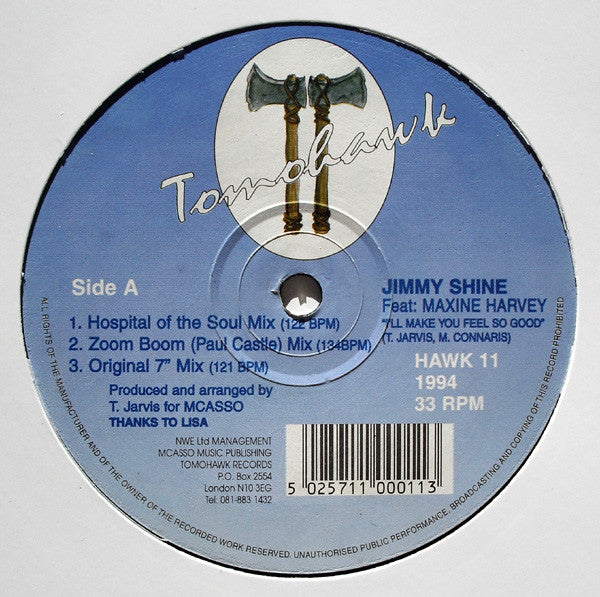 Tomohawk
Side A
1. Hospital of the Soul Mix (122 BPM)
2. Zoom Boom (Paul Castle) Mix (134BPM)
3. Original 7” Mix (121 BPM)
Produced and arranged by
T. Jarvis for MCASSO
THANKS TO LISA
JIMMY SHINE
Feat: MAXINE HARVEY
"I'LL MAKE YOU FEEL SO GOOD"
(T. JARVIS, M. CONNARIS)
HAWK 11
1994
33 RPM
NWE Ltd MANAGEMENT
MCASSO MUSIC PUBLISHING
TOMOHAWK RECORDS
P.O. Box 2554
London N10 3EG
Tel: 081-883 1432
5 025711 000113
ALL RIGHTS OF THE MANUFACTURER AND OF THE OWNER OF THE RECORDED WORK RESERVED. UNAUTHORISED PUBLIC PERFORMANCE, BROADCASTING AND COPYING OF THIS RECORD PROHIBITED